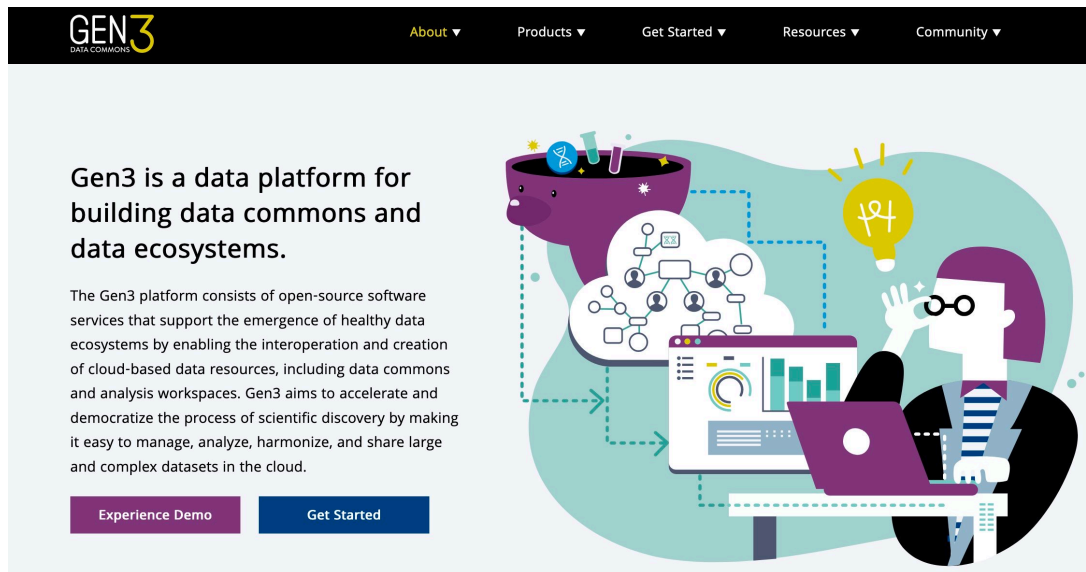 GEN3
DATA COMMONS
About ▼
Products ▼
Get Started ▼
Resources ▼
Community ▼
Gen3 is a data platform for
building data commons and
data ecosystems.
The Gen3 platform consists of open-source software
services that support the emergence of healthy data
ecosystems by enabling the interoperation and creation
of cloud-based data resources, including data commons
and analysis workspaces. Gen3 aims to accelerate and
democratize the process of scientific discovery by making
it easy to manage, analyze, harmonize, and share large
and complex datasets in the cloud.
Experience Demo
Get Started